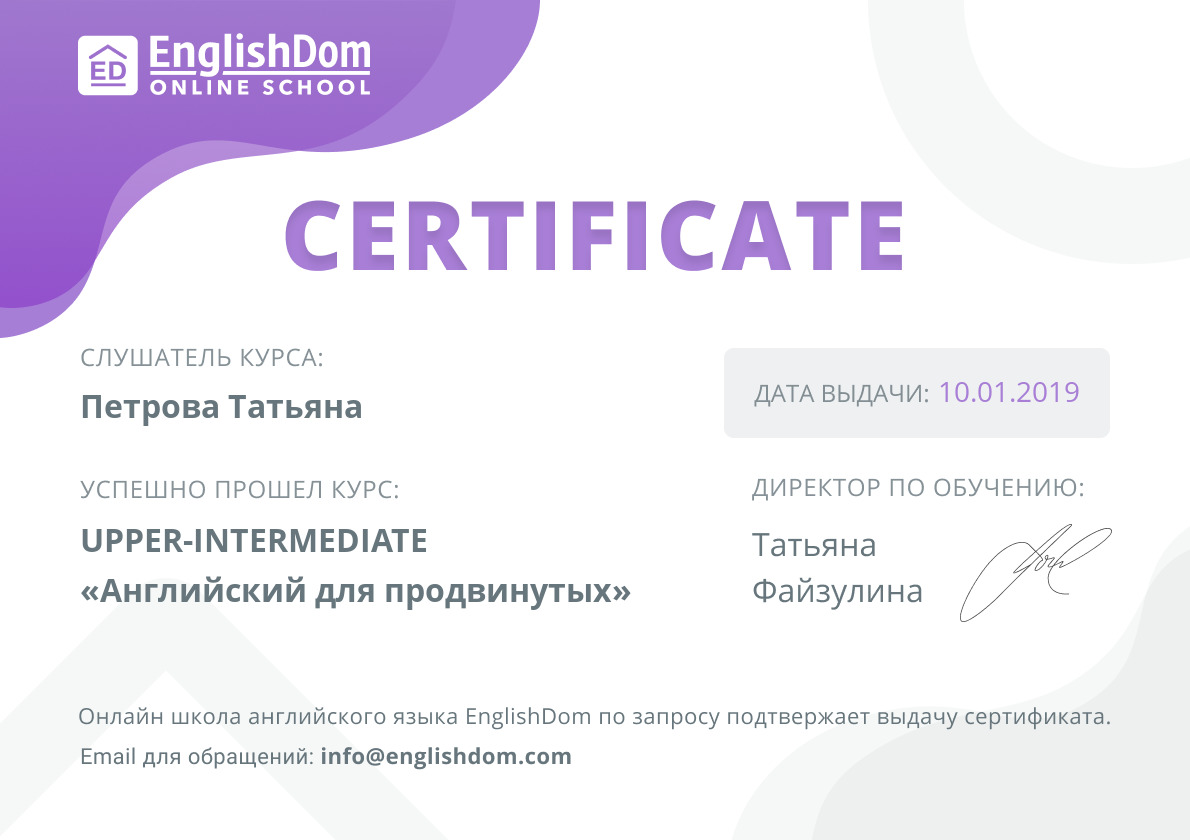 ED
EnglishDom
ONLINE SCHOOL
CERTIFICATE
СЛУШАТЕЛЬ КУРСА:
Петрова Татьяна
ДАТА ВЫДАЧИ: 10.01.2019
УСПЕШНО ПРОШЕЛ КУРС:
UPPER-INTERMEDIATE
«Английский для продвинутых»
ДИРЕКТОР ПО ОБУЧЕНИЮ:
Татьяна
Файзулина
Онлайн школа английского языка EnglishDom по запросу подтвержает выдачу сертификата.
Email для обращений: info@englishdom.com